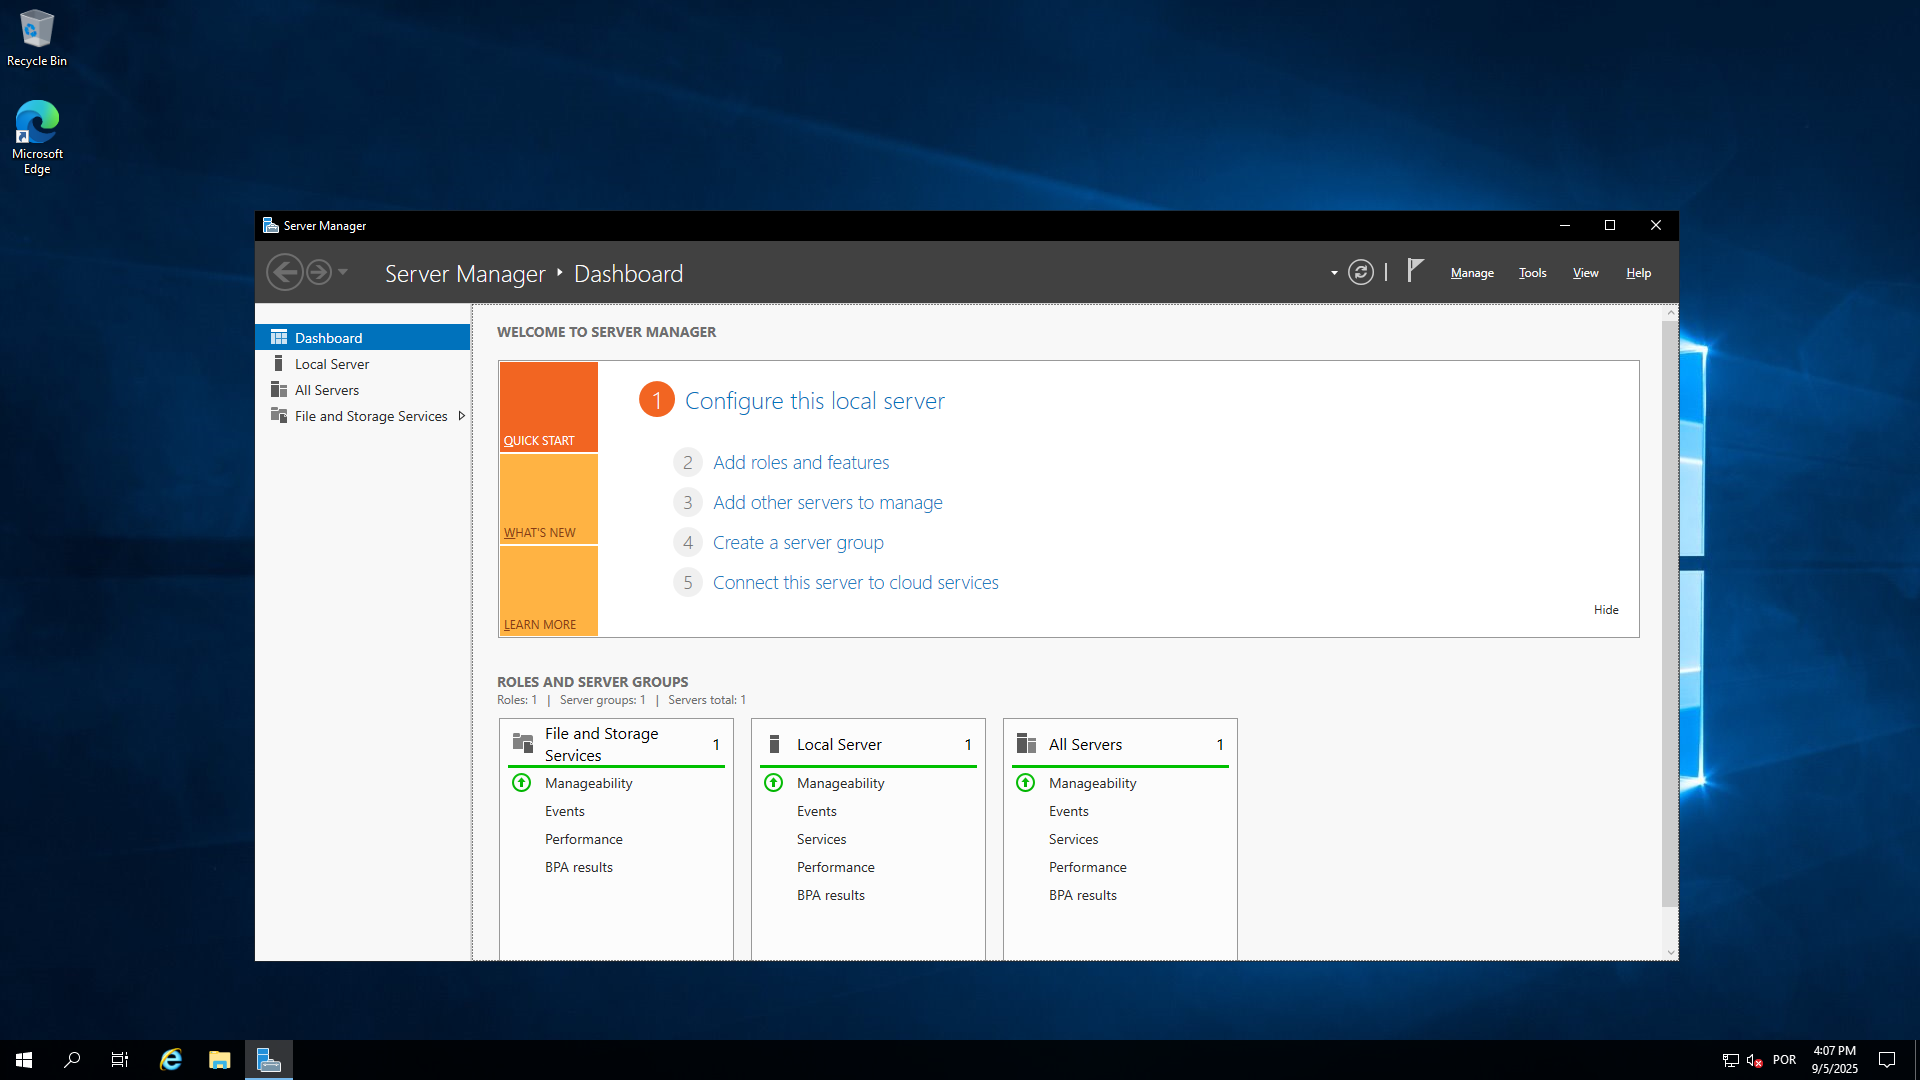 Recycle Bin
Microsoft
Edge
Server Manager
Server Manager Dashboard
Manage Tools View Help
Dashboard
Local Server
All Servers
File and Storage Services
WELCOME TO SERVER MANAGER
QUICK START
WHAT'S NEW
LEARN MORE
1 Configure this local server
2 Add roles and features
3 Add other servers to manage
4 Create a server group
5 Connect this server to cloud services
Hide
ROLES AND SERVER GROUPS
Roles: 1 | Server groups: 1 | Servers total: 1
File and Storage
Services 1
Manageability
Events
Performance
BPA results
Local Server 1
Manageability
Events
Services
Performance
BPA results
All Servers 1
Manageability
Events
Services
Performance
BPA results
POR
4:07 PM
9/5/2025